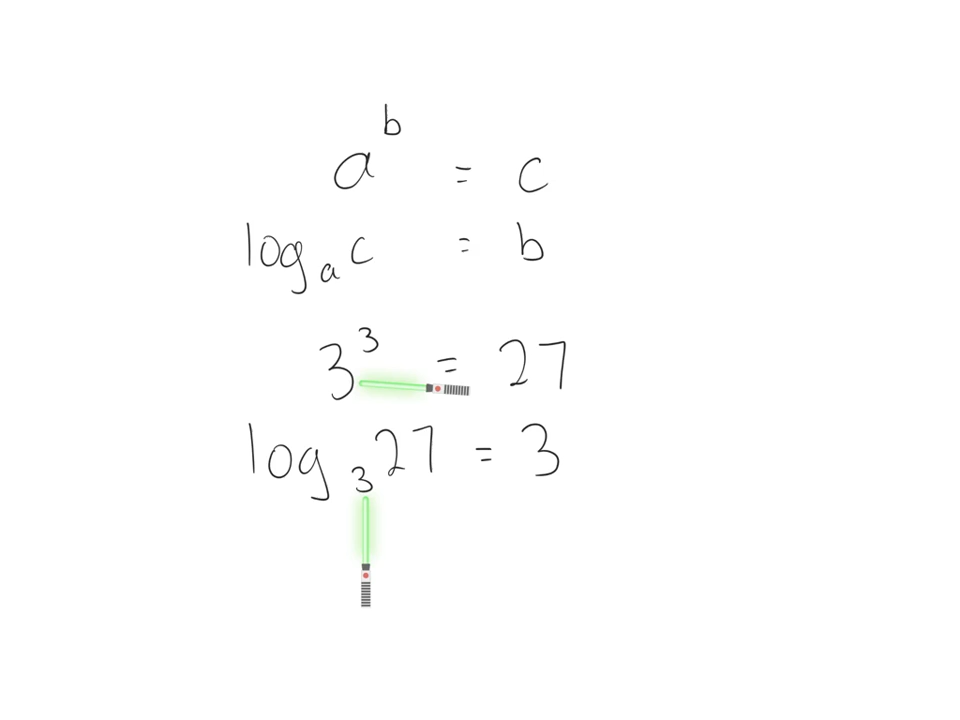 a^b = c
log_a c = b
3^3 = 27
log_3 27 = 3